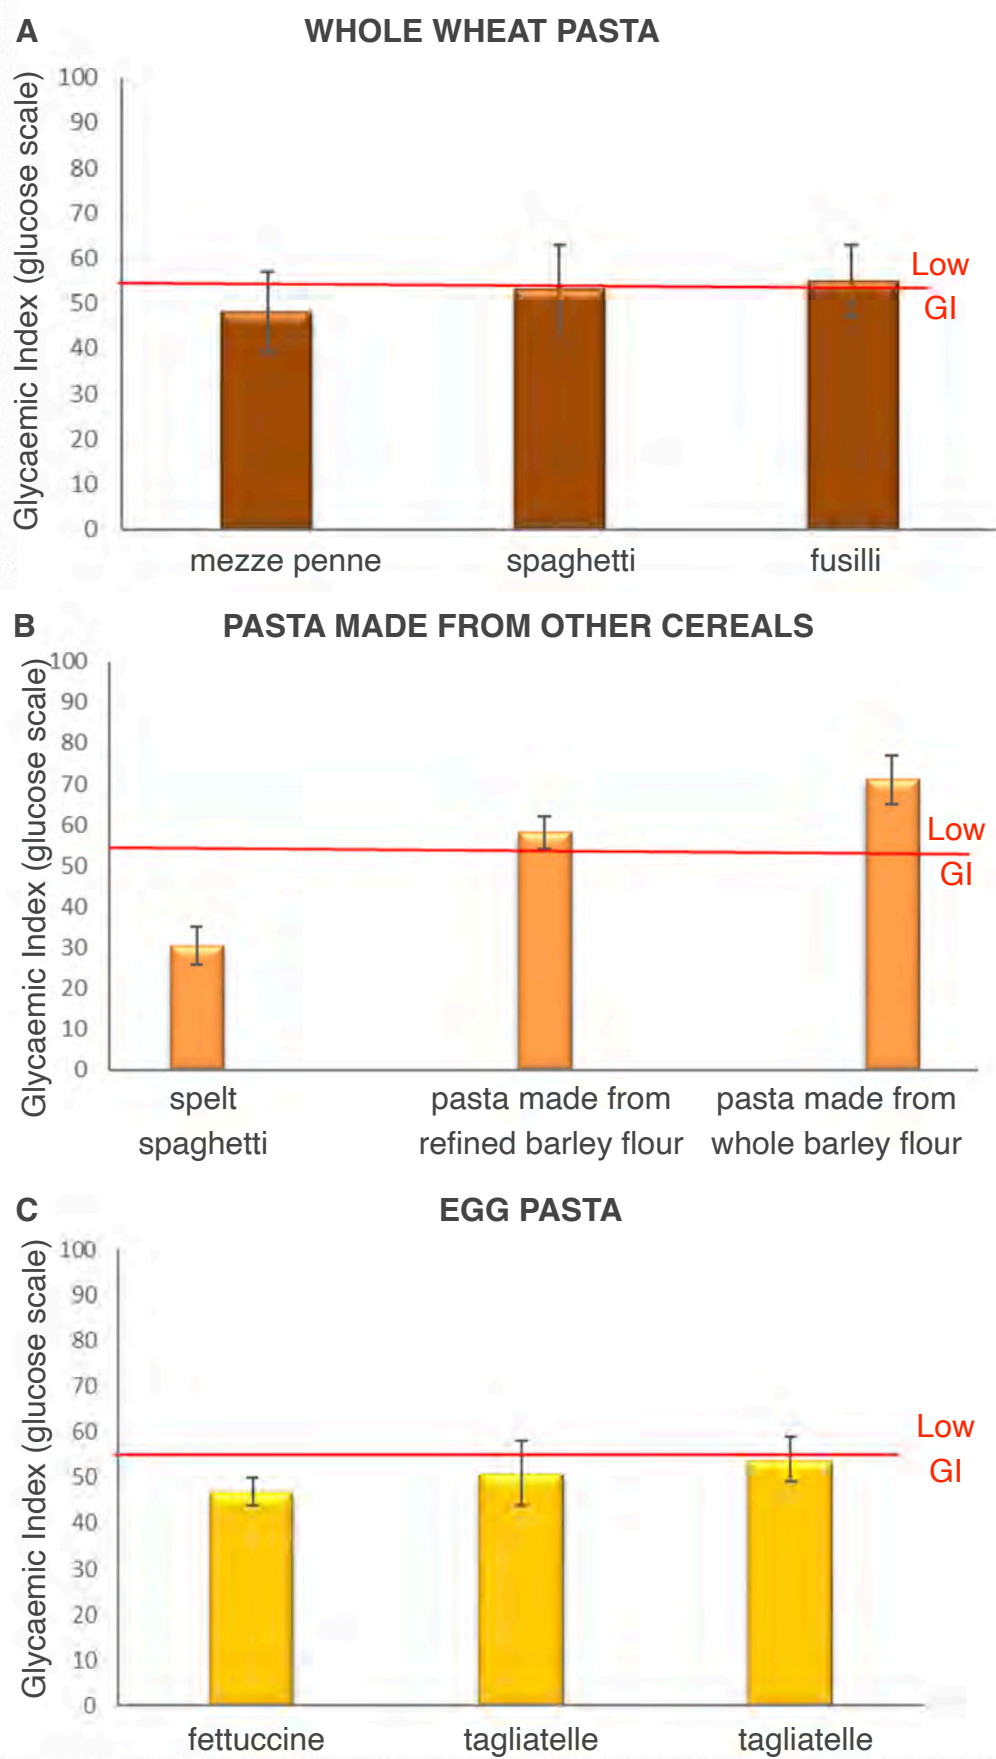 A
WHOLE WHEAT PASTA
Glycaemic Index (glucose scale)
100
90
80
70
60
50
40
30
20
10
0
Low
GI
mezze penne
spaghetti
fusilli
B
PASTA MADE FROM OTHER CEREALS
Glycaemic Index (glucose scale)
100
90
80
70
60
50
40
30
20
10
0
Low
GI
spelt
spaghetti
pasta made from
refined barley flour
pasta made from
whole barley flour
C
EGG PASTA
Glycaemic Index (glucose scale)
100
90
80
70
60
50
40
30
20
10
0
Low
GI
fettuccine
tagliatelle
tagliatelle